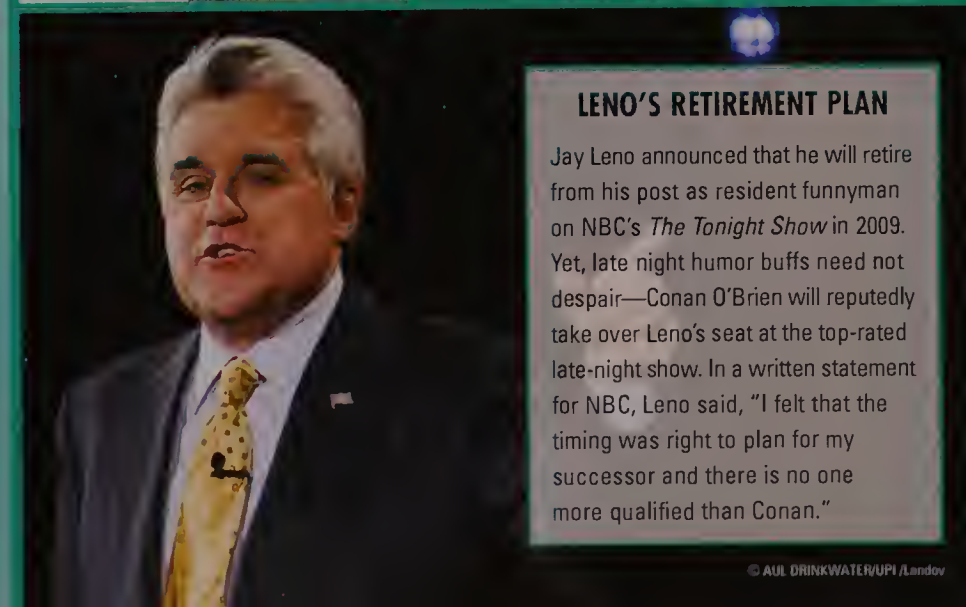 LENO'S RETIREMENT PLAN
Jay Leno announced that he will retire
from his post as resident funnyman
on NBC's The Tonight Show in 2009.
Yet, late night humor buffs need not
despair—Conan O'Brien will reputedly
take over Leno's seat at the top-rated
late-night show. In a written statement
for NBC, Leno said, "I felt that the
timing was right to plan for my
successor and there is no one
more qualified than Conan."
© AUL DRINKWATER/UPI /Landov